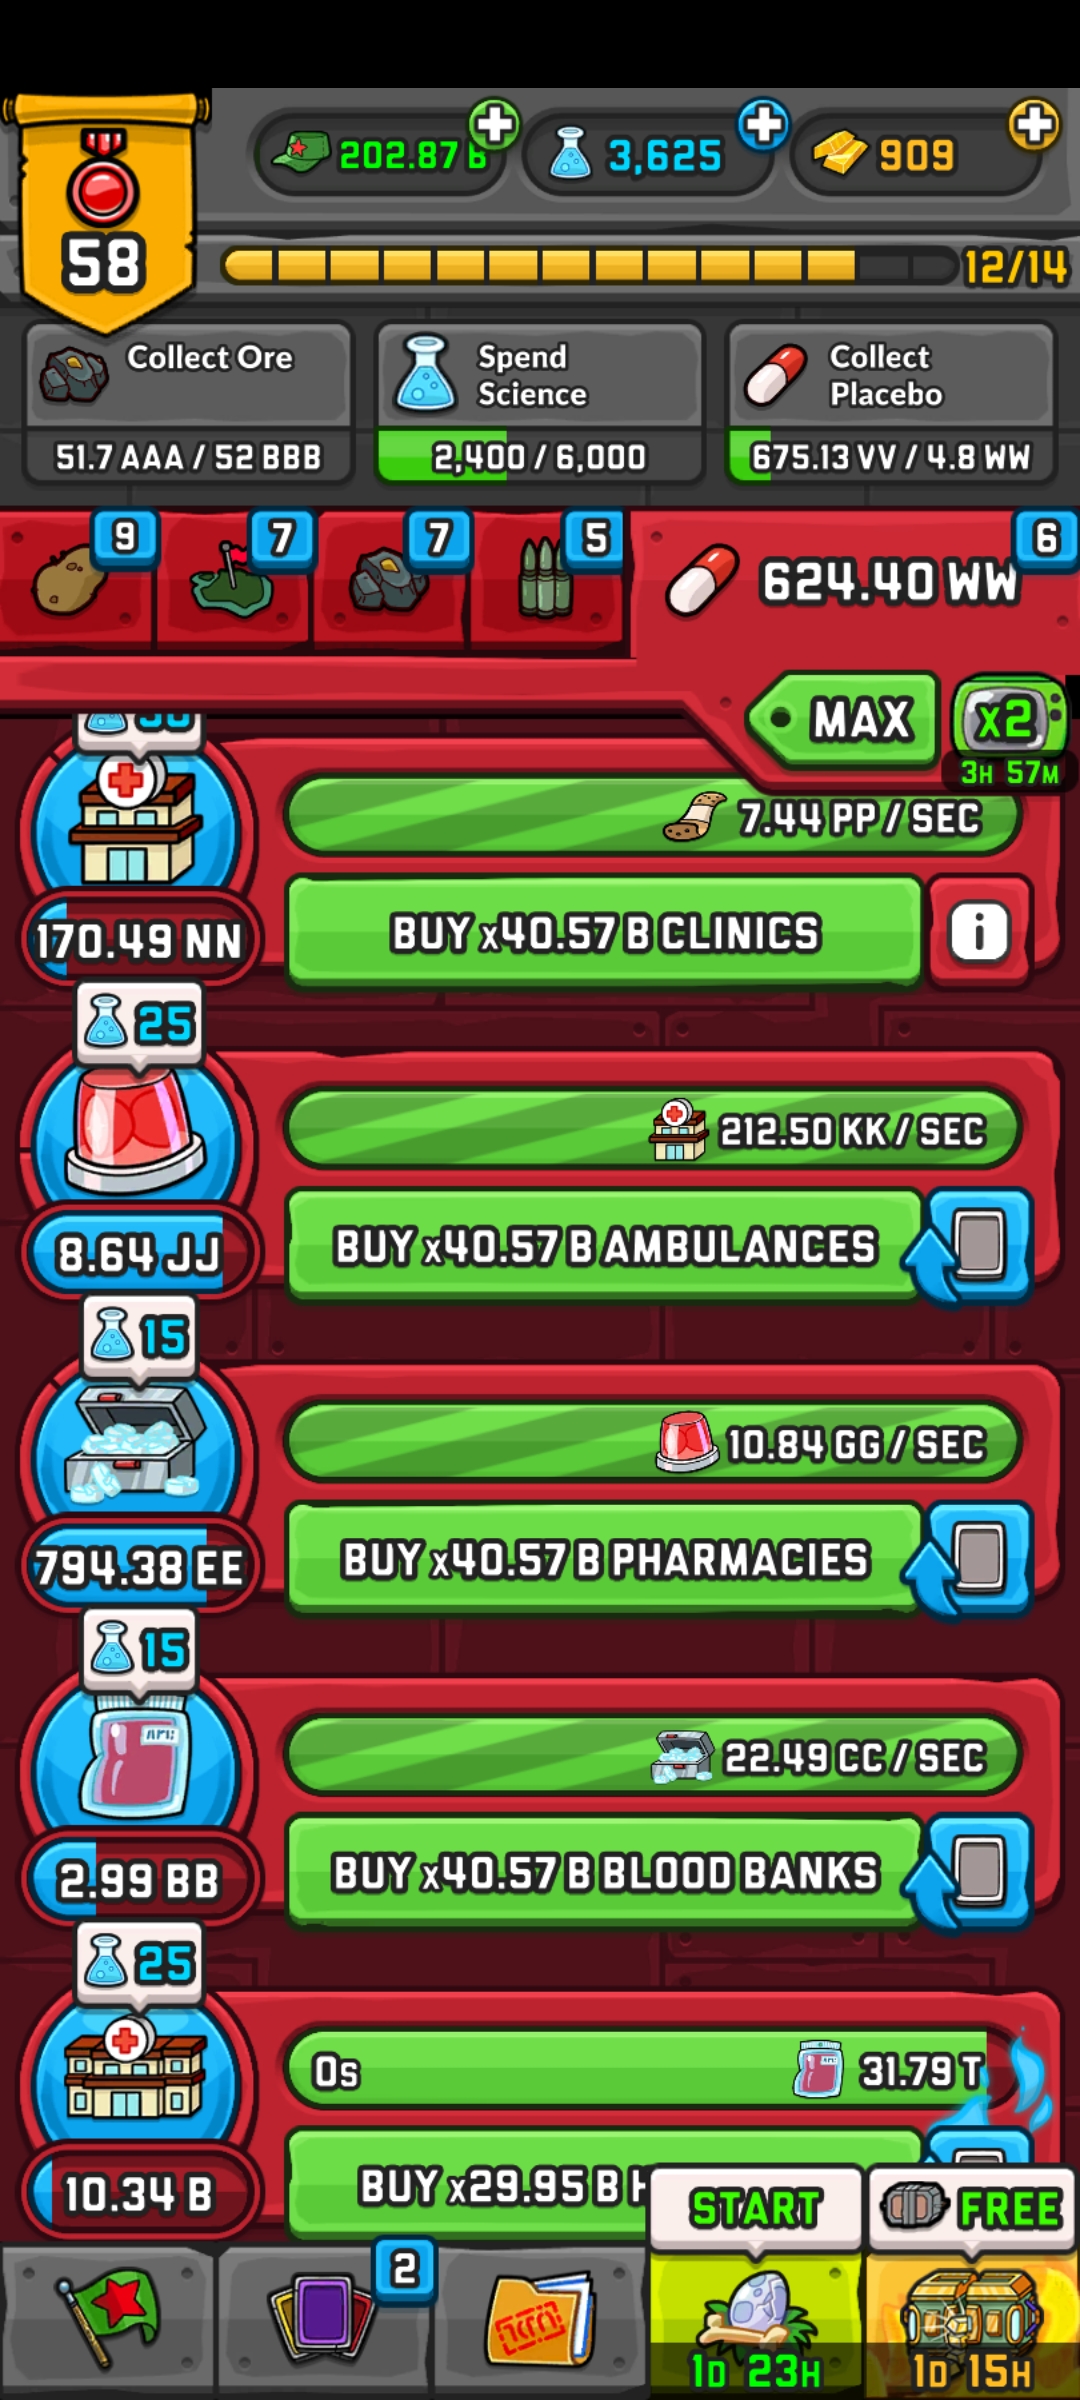 58
202.87 B
3,625
909
12/14
Collect Ore
51.7 AAA / 52 BBB
Spend
Science
2,400 / 6,000
Collect
Placebo
675.13 VV / 4.8 WW
9
7
7
5
6
624.40 WW
MAX
x2
3H 57M
7.44 PP / SEC
170.49 NN
BUY x40.57 B CLINICS
i
25
212.50 KK / SEC
8.64 JJ
BUY x40.57 B AMBULANCES
15
10.84 GG / SEC
794.38 EE
BUY x40.57 B PHARMACIES
15
22.49 CC / SEC
2.99 BB
BUY x40.57 B BLOOD BANKS
25
0s
31.79 T
10.34 B
BUY x29.95 B
START
FREE
2
1D 23H
1D 15H